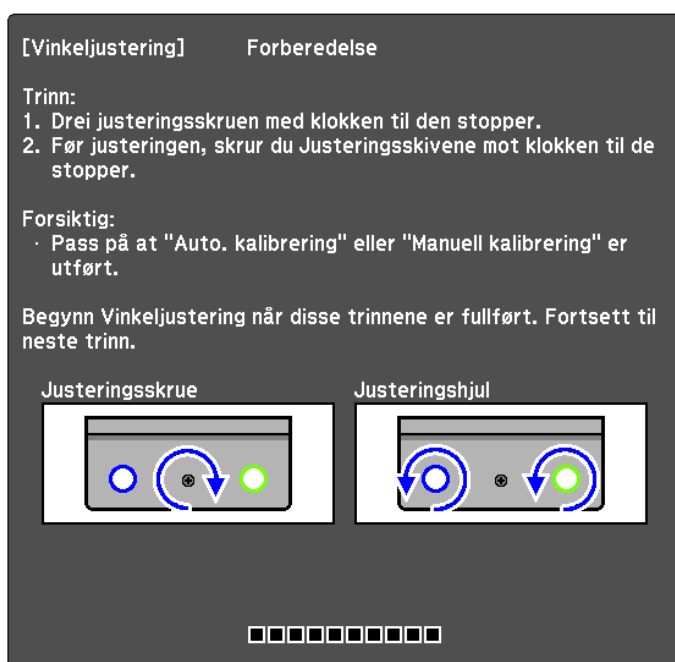 [Vinkeljustering] Forberedelse
Trinn:
1. Drei justeringsskruen med klokken til den stopper.
2. Før justeringen, skrur du Justeringsskivene mot klokken til de
stopper.
Forsiktig:
· Pass på at "Auto. kalibrering" eller "Manuell kalibrering" er
utført.
Begynn Vinkeljustering når disse trinnene er fullført. Fortsett til
neste trinn.
Justeringsskrue Justeringshjul